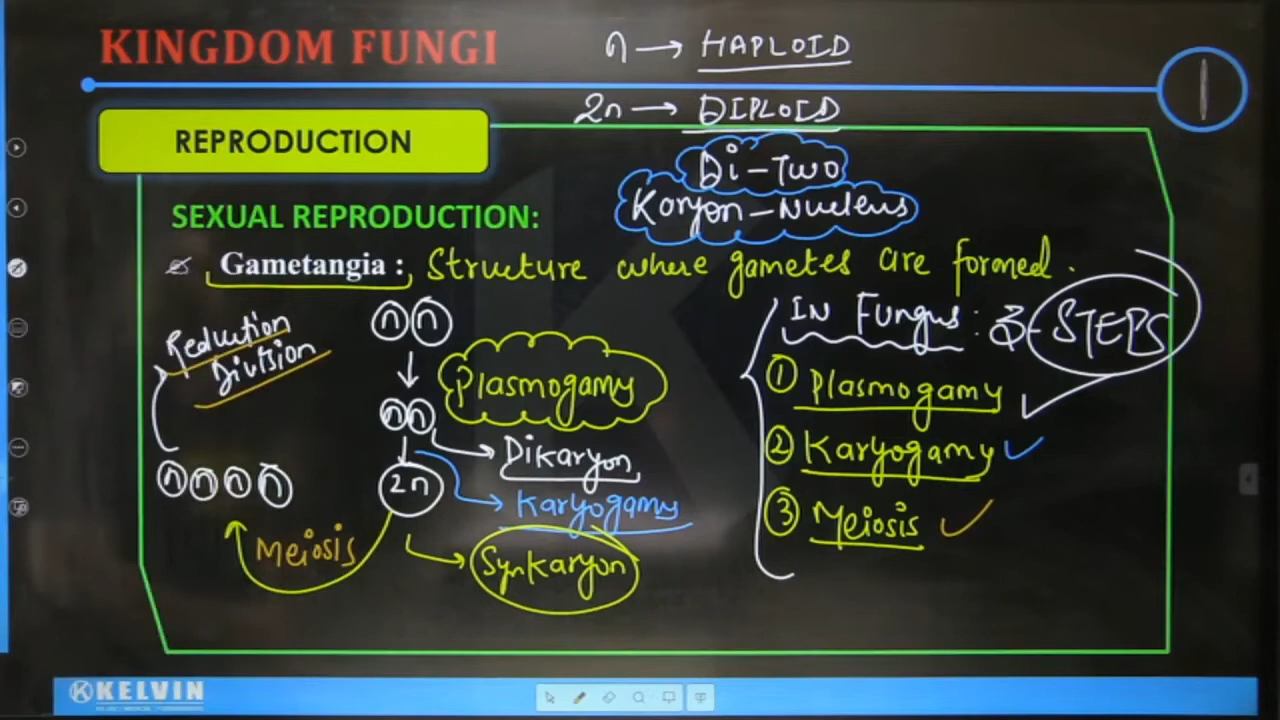 KINGDOM FUNGI
n → HAPLOID
2n → DIPLOID
REPRODUCTION
Di - Two
Karyon - Nucleus
SEXUAL REPRODUCTION:
Gametangia : Structure where gametes are formed.
Reduction
Division
n n
Plasmogamy
n n
Dikaryon
2n
Karyogamy
Synkaryon
n n n n
Meiosis
IN Fungus : 3 - STEPS
① Plasmogamy
② Karyogamy
③ Meiosis
KELVIN